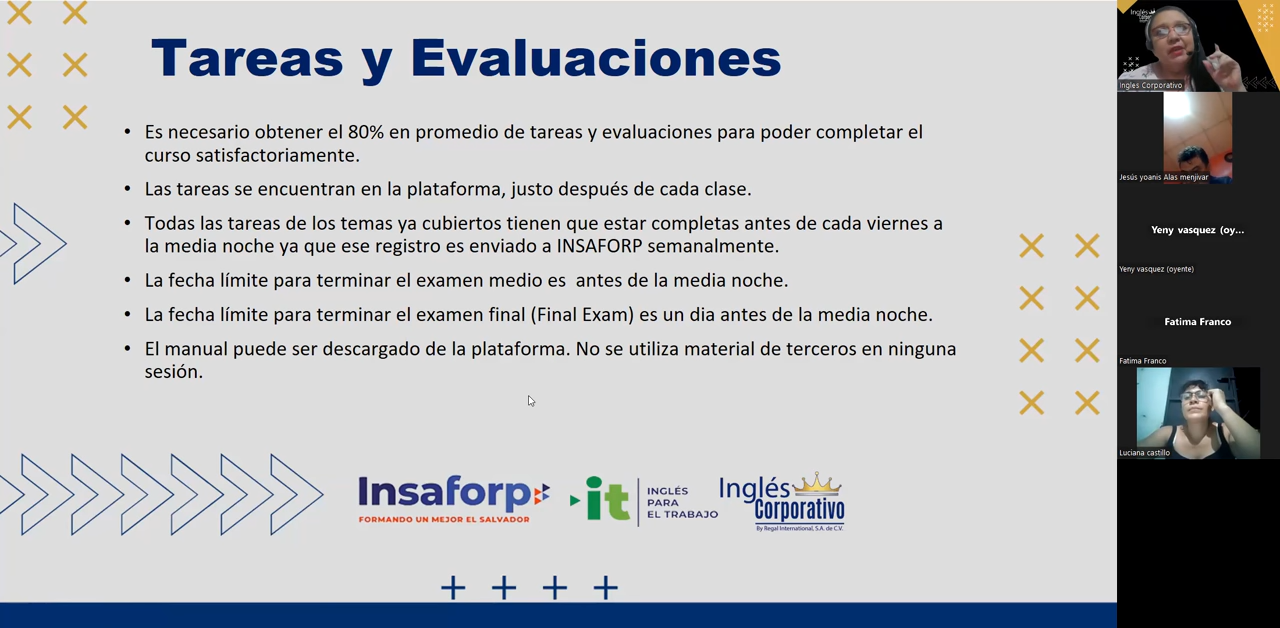 Tareas y Evaluaciones
• Es necesario obtener el 80% en promedio de tareas y evaluaciones para poder completar el
curso satisfactoriamente.
• Las tareas se encuentran en la plataforma, justo después de cada clase.
• Todas las tareas de los temas ya cubiertos tienen que estar completas antes de cada viernes a
la media noche ya que ese registro es enviado a INSAFORP semanalmente.
• La fecha límite para terminar el examen medio es  antes de la media noche.
• La fecha límite para terminar el examen final (Final Exam) es un dia antes de la media noche.
• El manual puede ser descargado de la plataforma. No se utiliza material de terceros en ninguna
sesión.
Insaforp
FORMANDO UN MEJOR EL SALVADOR
it
INGLÉS
PARA
EL TRABAJO
Inglés
Corporativo
By Regal International, S.A. de C.V.
Inglés
Ingles Corporativo
Jesús yoanis Alas menjivar
Yeny vasquez (oy...
Yeny vasquez (oyente)
Fatima Franco
Fatima Franco
Luciana castillo